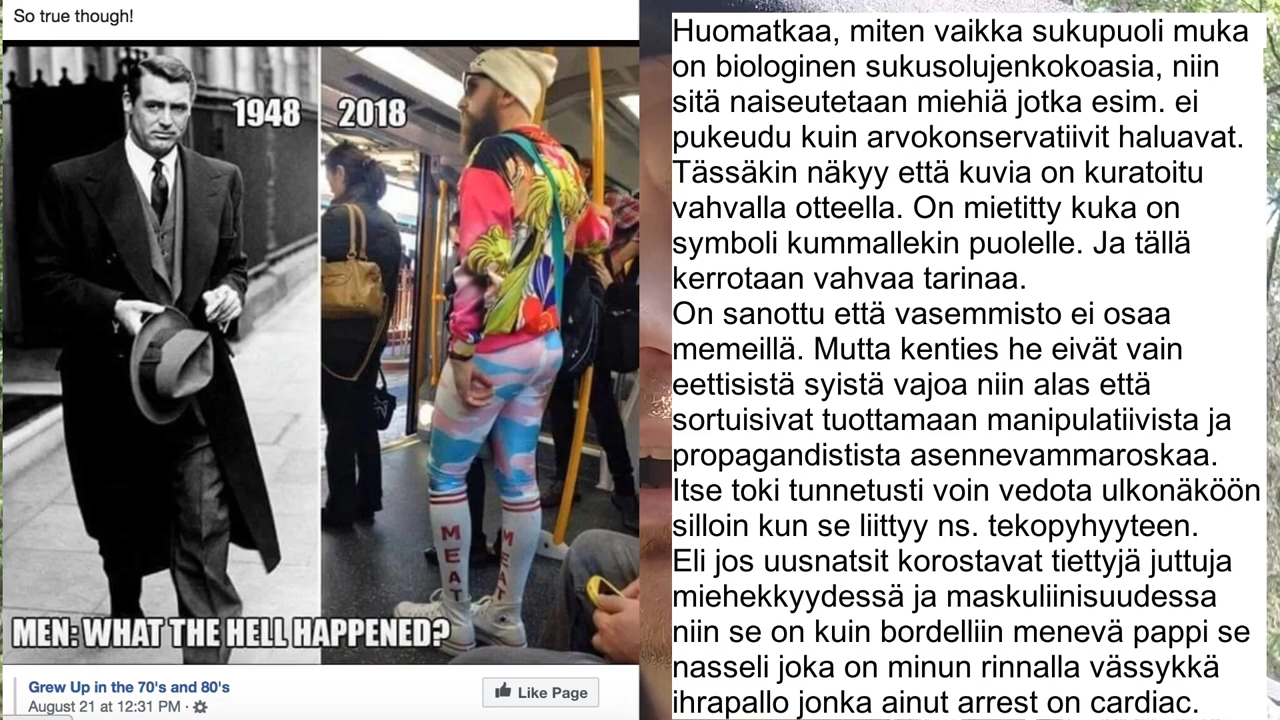 So true though!
1948
2018
MEAT
MEAT
MEN: WHAT THE HELL HAPPENED?
Grew Up in the 70's and 80's
August 21 at 12:31 PM ·
Like Page
Huomatkaa, miten vaikka sukupuoli muka
on biologinen sukusolujenkokoasia, niin
sitä naiseutetaan miehiä jotka esim. ei
pukeudu kuin arvokonservatiivit haluavat.
Tässäkin näkyy että kuvia on kuratoitu
vahvalla otteella. On mietitty kuka on
symboli kummallekin puolelle. Ja tällä
kerrotaan vahvaa tarinaa.
On sanottu että vasemmisto ei osaa
memeillä. Mutta kenties he eivät vain
eettisistä syistä vajoa niin alas että
sortuisivat tuottamaan manipulatiivista ja
propagandistista asennevammaroskaa.
Itse toki tunnetusti voin vedota ulkonäköön
silloin kun se liittyy ns. tekopyhyyteen.
Eli jos uusnatsit korostavat tiettyjä juttuja
miehekkyydessä ja maskuliinisuudessa
niin se on kuin bordelliin menevä pappi se
nasseli joka on minun rinnalla vässykkä
ihrapallo jonka ainut arrest on cardiac.